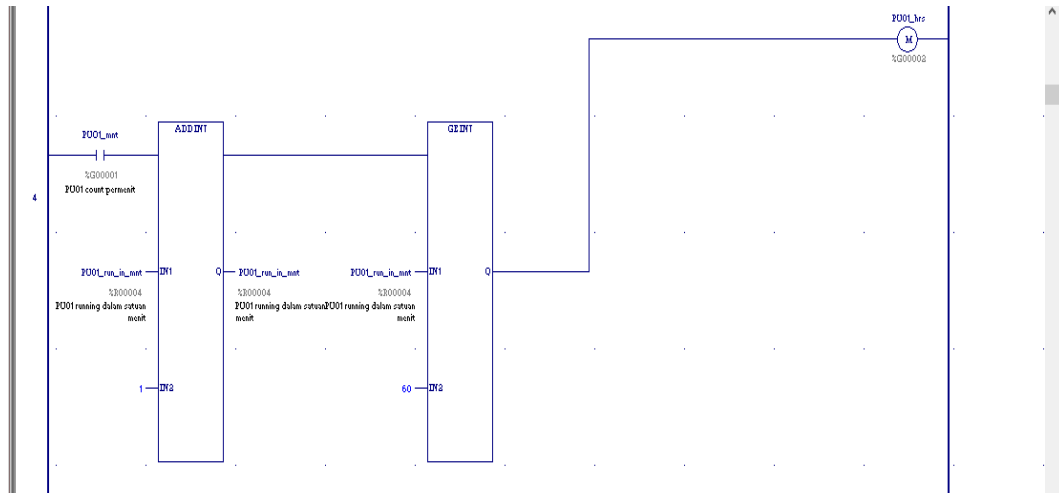 PU01_hrs
M
%G00002
PU01_mnt
ADD INT
GE INT
%G00001
PU01 count permenit
4
PU01_run_in_mnt
IN1
Q
PU01_run_in_mnt
PU01_run_in_mnt
IN1
Q
%R00004
%R00004
%R00004
PU01 running dalam satuan
menit
PU01 running dalam satuan
menit
PU01 running dalam satuan
menit
1
IN2
60
IN2